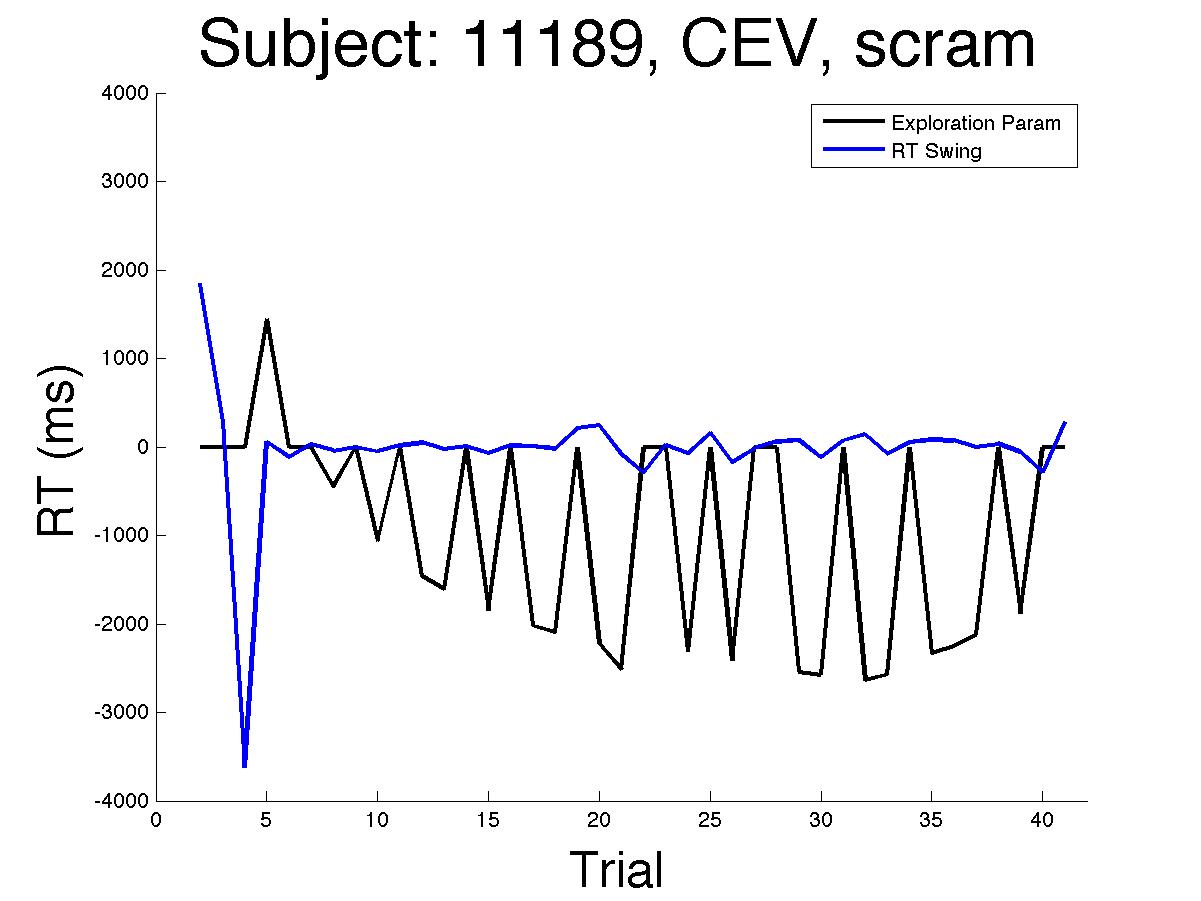 Subject: 11189, CEV, scram
4000
3000
2000
1000
0
-1000
-2000
-3000
-4000
RT (ms)
Exploration Param
RT Swing
0 5 10 15 20 25 30 35 40
Trial